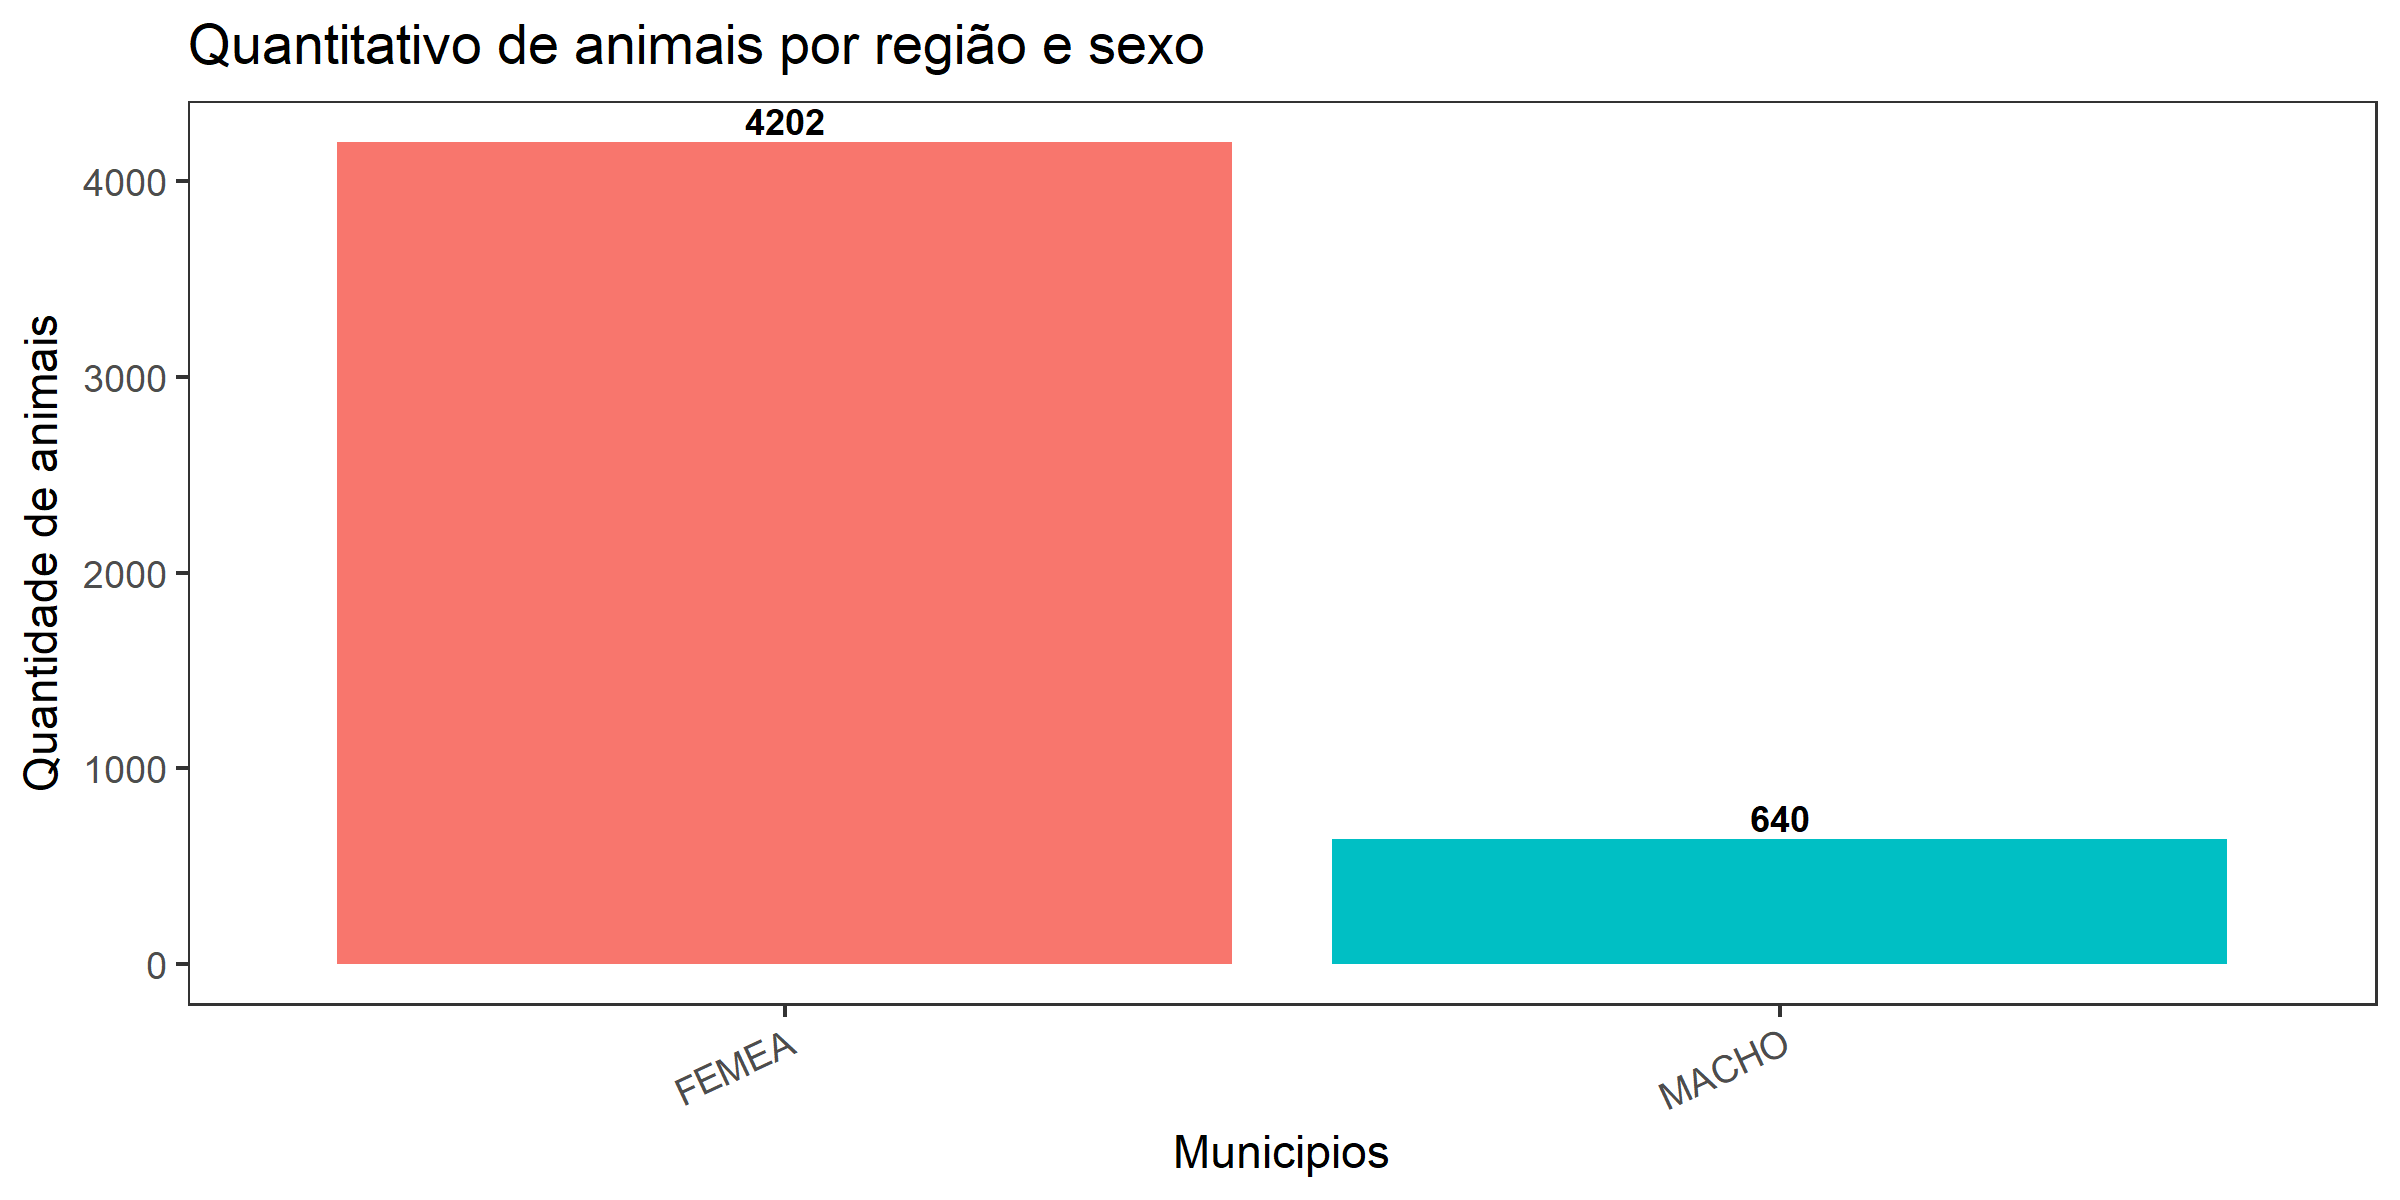 Quantitativo de animais por região e sexo
Quantidade de animais
4000
3000
2000
1000
0
4202
640
FEMEA
MACHO
Municipios